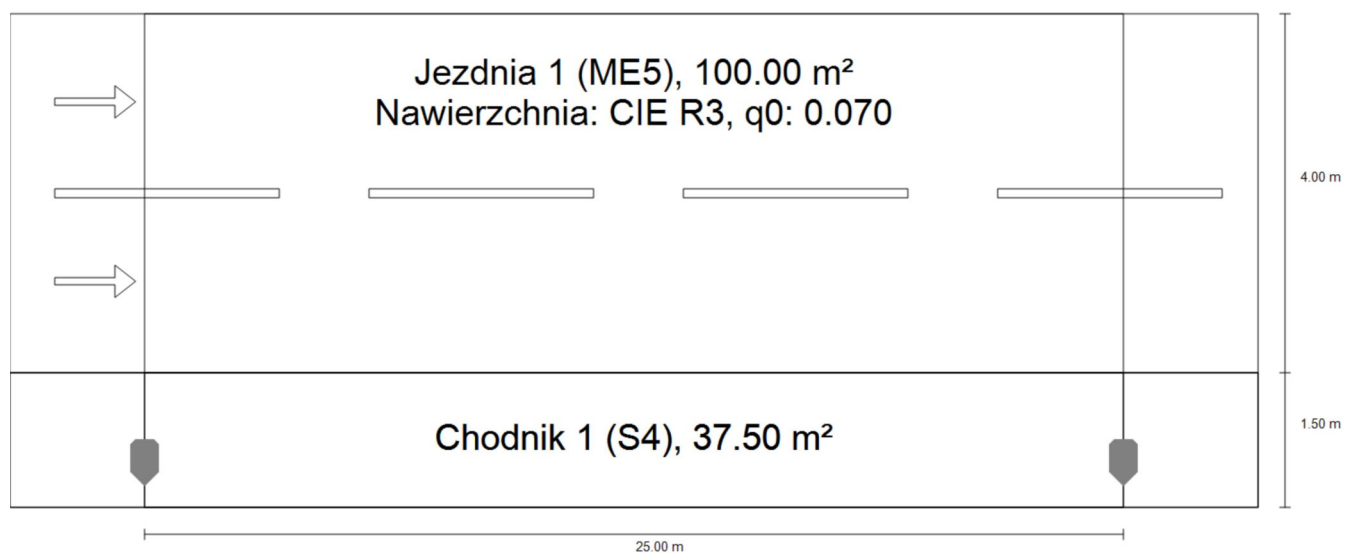 Jezdnia 1 (ME5), 100.00 m²
Nawierzchnia: CIE R3, q0: 0.070
4.00 m
Chodnik 1 (S4), 37.50 m²
1.50 m
25.00 m